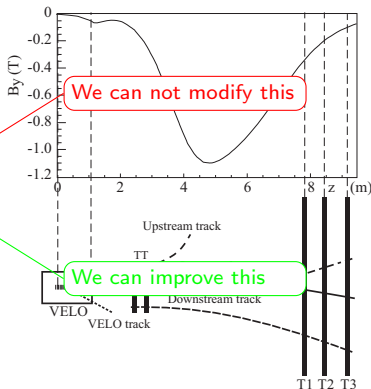 0
-0.2
-0.4
-0.6
-0.8
-1.0
-1.2
By (T)
We can not modify this
0 2 4 6 8 z (m)
Upstream track
TT
We can improve this
Downstream track
VELO
VELO track
T1 T2 T3